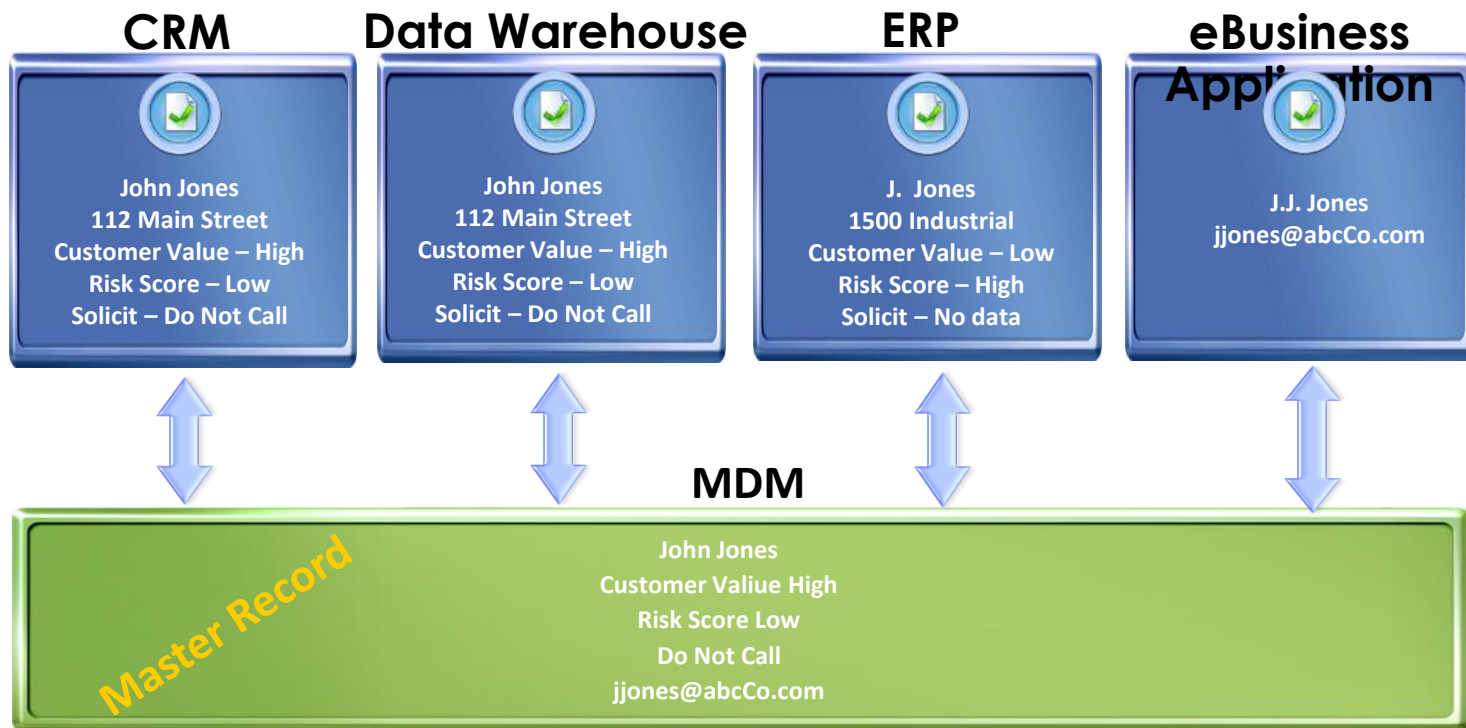 CRM
Data Warehouse
ERP
eBusiness
Application
John Jones
112 Main Street
Customer Value – High
Risk Score – Low
Solicit – Do Not Call
John Jones
112 Main Street
Customer Value – High
Risk Score – Low
Solicit – Do Not Call
J. Jones
1500 Industrial
Customer Value – Low
Risk Score – High
Solicit – No data
J.J. Jones
jjones@abcCo.com
MDM
Master Record
John Jones
Customer Valiue High
Risk Score Low
Do Not Call
jjones@abcCo.com